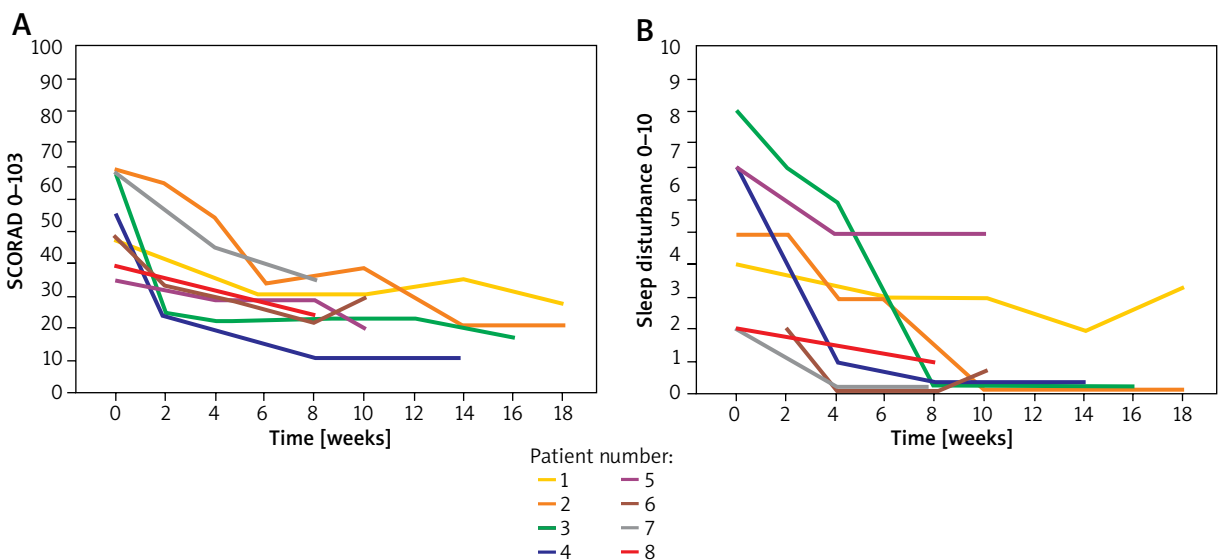 A
SCORAD 0–103
100
90
80
70
60
50
40
30
20
10
0
0 2 4 6 8 10 12 14 16 18
Time [weeks]
B
Sleep disturbance 0–10
10
9
8
7
6
5
4
3
2
1
0
0 2 4 6 8 10 12 14 16 18
Time [weeks]
Patient number:
1 5
2 6
3 7
4 8